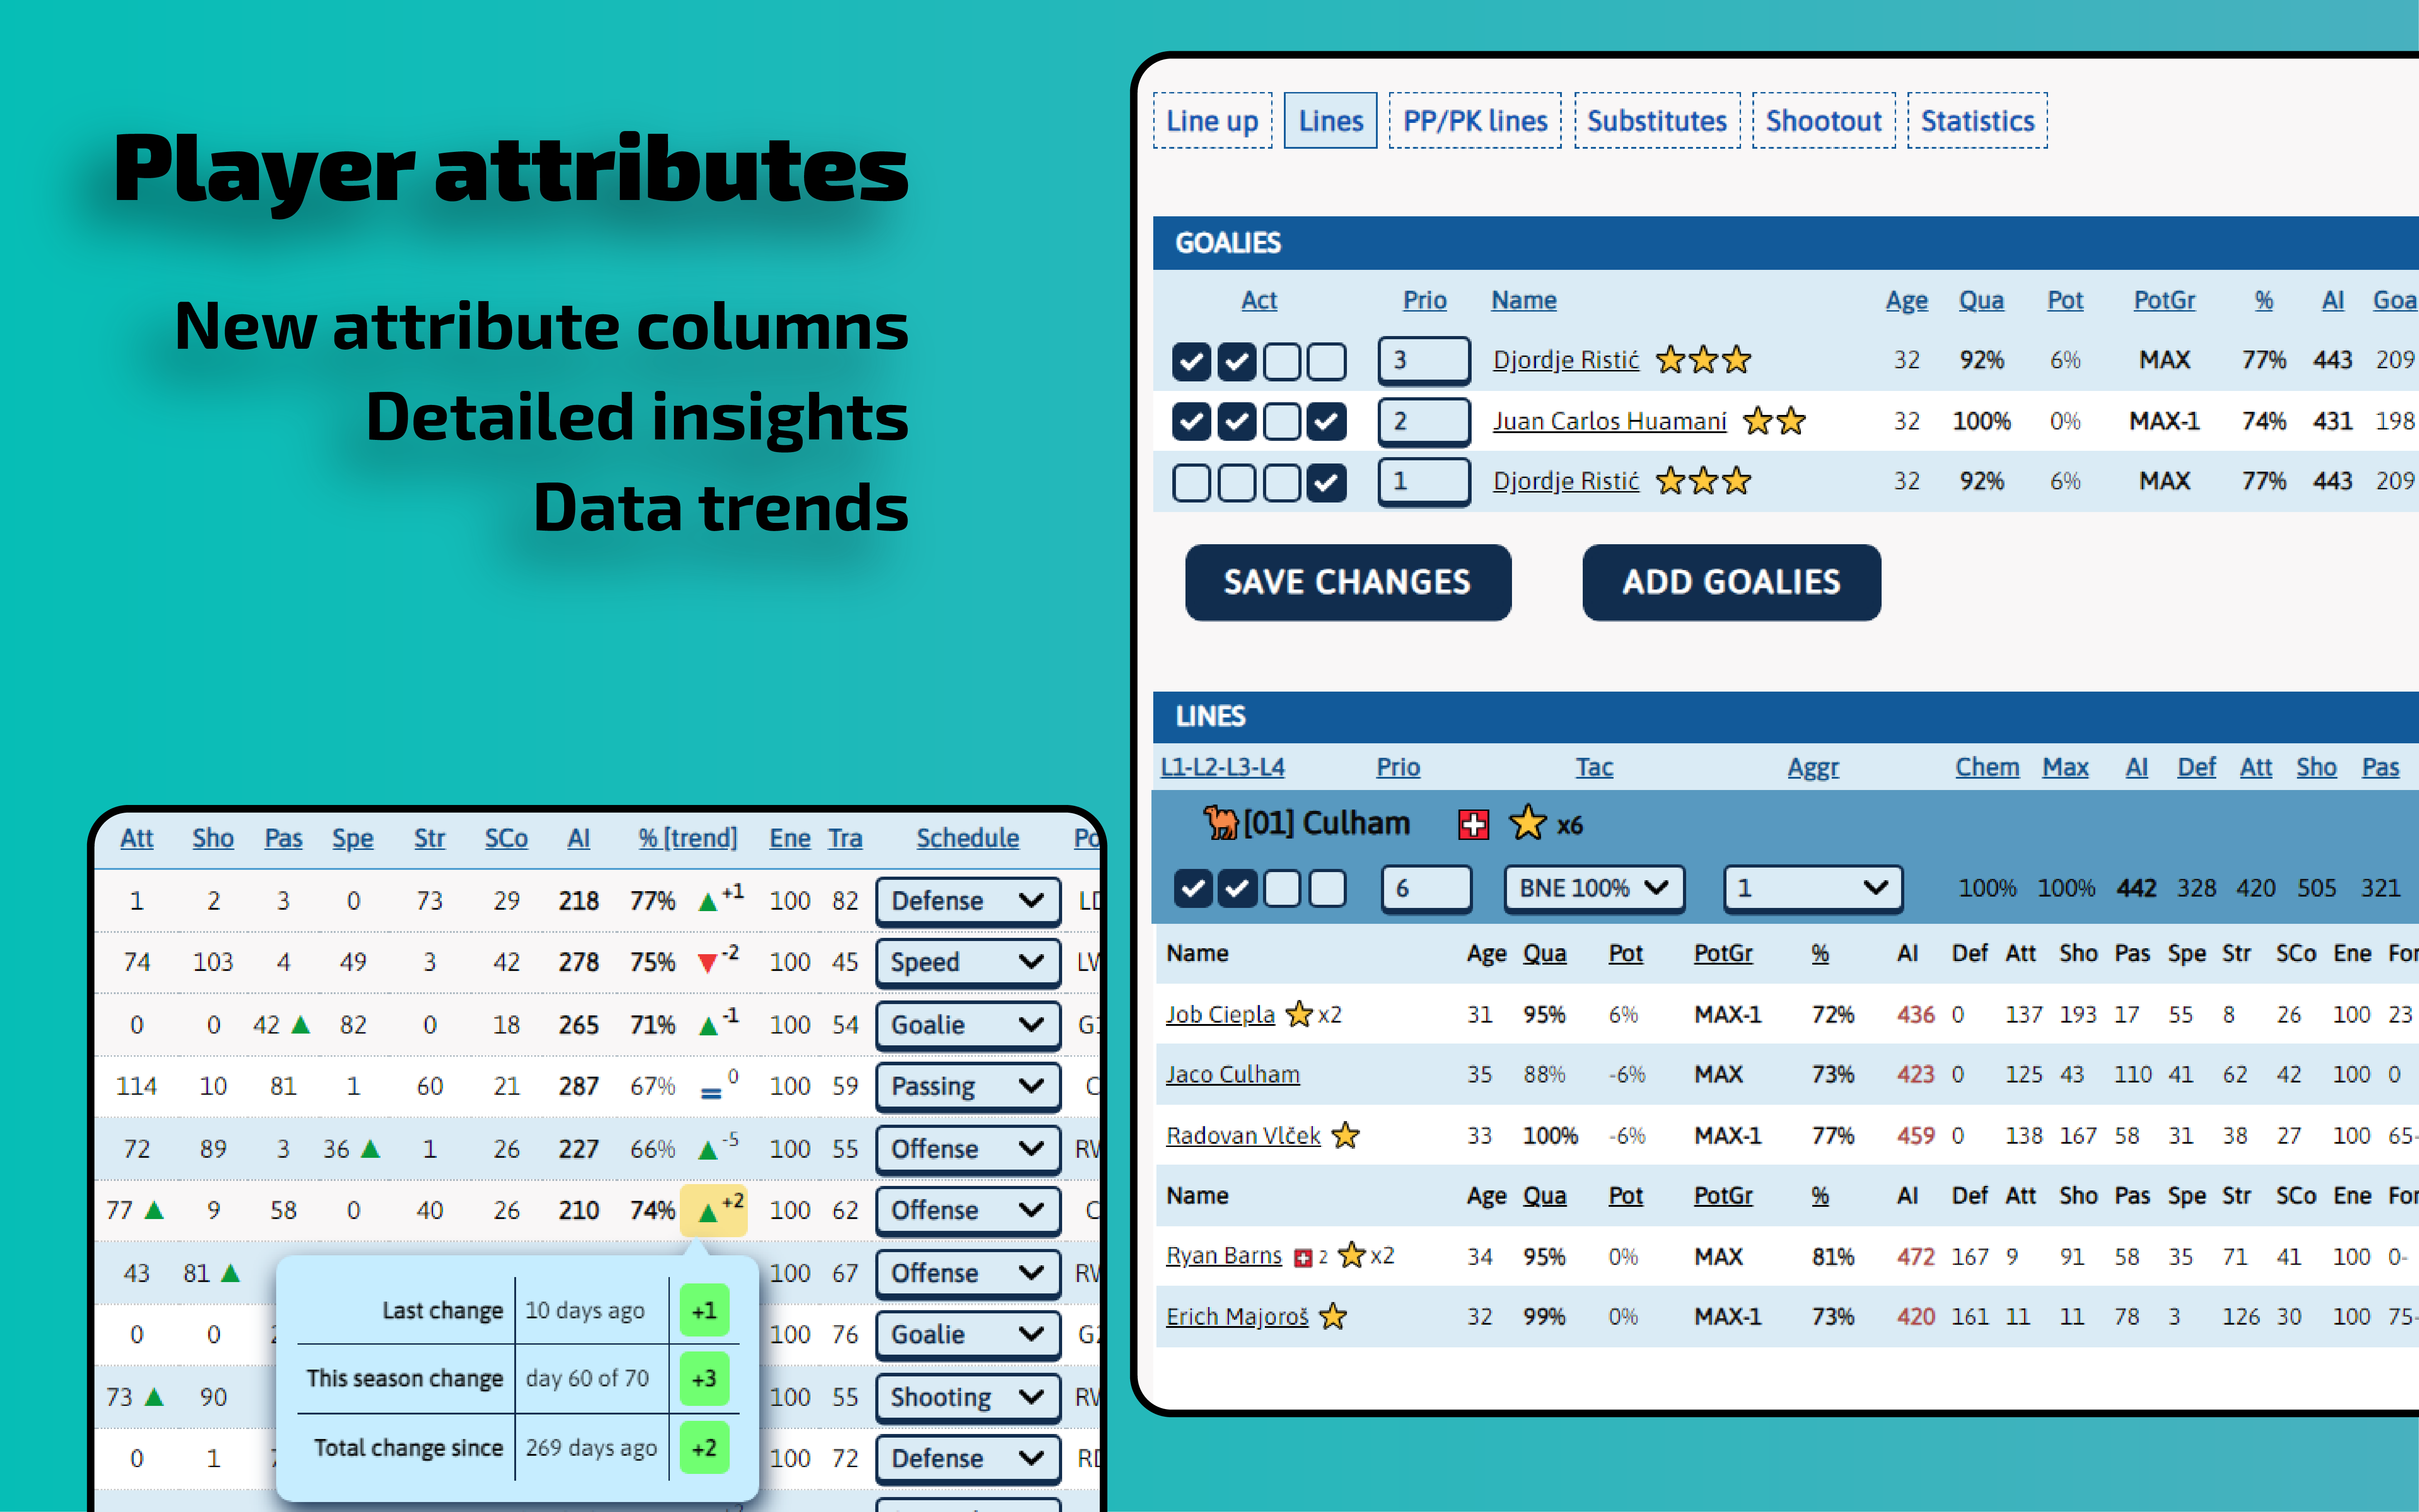 Player attributes
New attribute columns
Detailed insights
Data trends
Line up Lines PP/PK lines Substitutes Shootout Statistics
GOALIES
Act Prio Name Age Qua Pot PotGr % AI Goa
3 Djordje Ristić 32 92% 6% MAX 77% 443 209
2 Juan Carlos Huamaní 32 100% 0% MAX-1 74% 431 198
1 Djordje Ristić 32 92% 6% MAX 77% 443 209
SAVE CHANGES ADD GOALIES
LINES
L1-L2-L3-L4 Prio Tac Aggr Chem Max AI Def Att Sho Pas
[01] Culham x6
6 BNE 100% 1 100% 100% 442 328 420 505 321
Name Age Qua Pot PotGr % AI Def Att Sho Pas Spe Str SCo Ene For
Job Ciepla x2 31 95% 6% MAX-1 72% 436 0 137 193 17 55 8 26 100 23
Jaco Culham 35 88% -6% MAX 73% 423 0 125 43 110 41 62 42 100 0
Radovan Vlček 33 100% -6% MAX-1 77% 459 0 138 167 58 31 38 27 100 65-
Name Age Qua Pot PotGr % AI Def Att Sho Pas Spe Str SCo Ene For
Ryan Barns 2 x2 34 95% 0% MAX 81% 472 167 9 91 58 35 71 41 100 0-
Erich Majoroš 32 99% 0% MAX-1 73% 420 161 11 11 78 3 126 30 100 75-
Att Sho Pas Spe Str SCo AI % [trend] Ene Tra Schedule Po
1 2 3 0 73 29 218 77% ▲ +1 100 82 Defense LD
74 103 4 49 3 42 278 75% ▼ -2 100 45 Speed LW
0 0 42 ▲ 82 0 18 265 71% ▲ -1 100 54 Goalie G1
114 10 81 1 60 21 287 67% = 0 100 59 Passing C
72 89 3 36 ▲ 1 26 227 66% ▲ -5 100 55 Offense RW
77 ▲ 9 58 0 40 26 210 74% ▲ +2 100 62 Offense C
43 81 ▲ 100 67 Offense RW
0 0 100 76 Goalie G2
73 ▲ 90 100 55 Shooting RW
0 1 100 72 Defense RD
Last change 10 days ago +1
This season change day 60 of 70 +3
Total change since 269 days ago +2